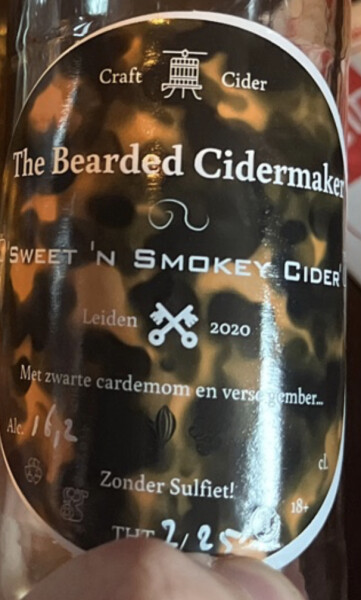 Craft Cider
The Bearded Cidermaker
'Sweet 'n Smokey Cider'
Leiden 2020
Met zwarte cardemom en verse gember...
Alc. 16,2
cl.
Zonder Sulfiet!
18+
THT 2/25